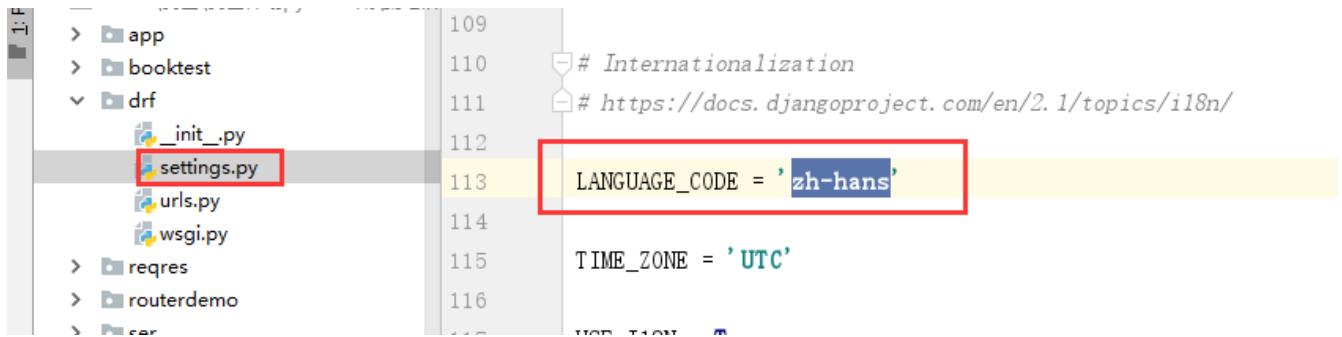 app
booktest
drf
__init__.py
settings.py
urls.py
wsgi.py
reqres
routerdemo
ser
109
110 # Internationalization
111 # https://docs.djangoproject.com/en/2.1/topics/i18n/
112
113 LANGUAGE_CODE = 'zh-hans'
114
115 TIME_ZONE = 'UTC'
116